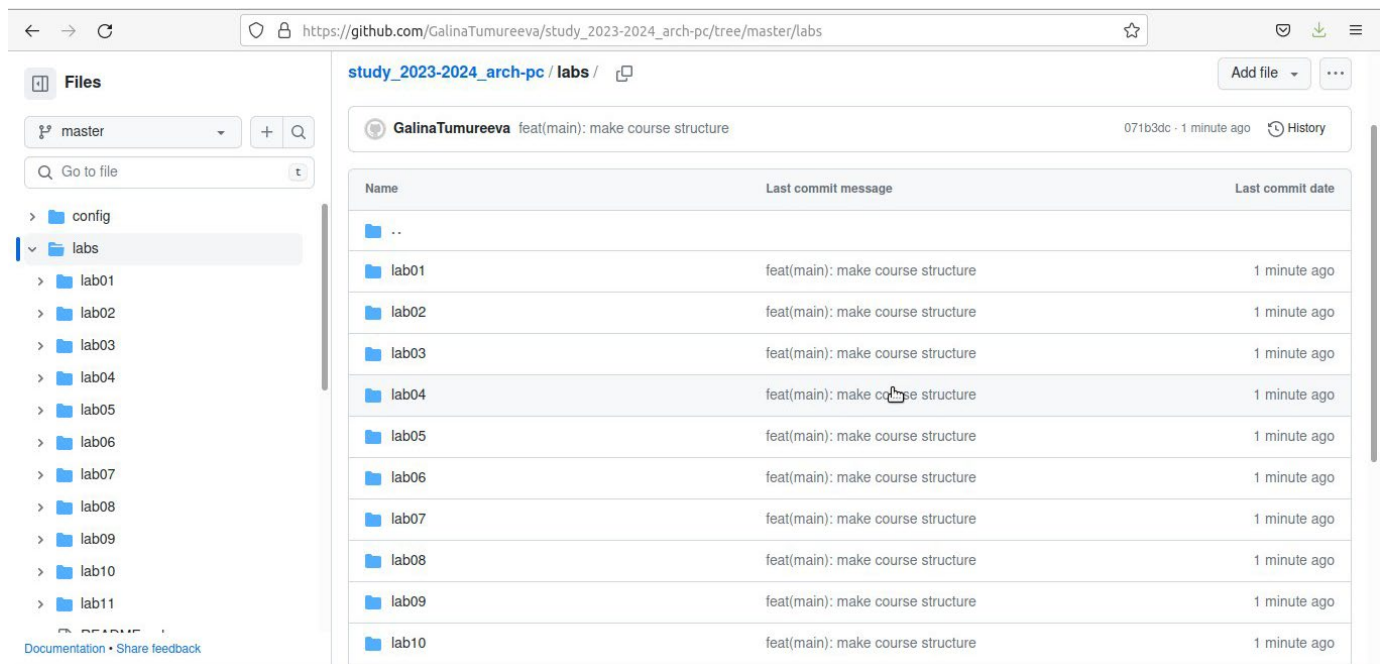 https://github.com/GalinaTumureeva/study_2023-2024_arch-pc/tree/master/labs
Files
master
Go to file
t
config
labs
lab01
lab02
lab03
lab04
lab05
lab06
lab07
lab08
lab09
lab10
lab11
Documentation • Share feedback
study_2023-2024_arch-pc / labs /
Add file
GalinaTumureeva feat(main): make course structure 071b3dc · 1 minute ago History
Name Last commit message Last commit date
..
lab01 feat(main): make course structure 1 minute ago
lab02 feat(main): make course structure 1 minute ago
lab03 feat(main): make course structure 1 minute ago
lab04 feat(main): make course structure 1 minute ago
lab05 feat(main): make course structure 1 minute ago
lab06 feat(main): make course structure 1 minute ago
lab07 feat(main): make course structure 1 minute ago
lab08 feat(main): make course structure 1 minute ago
lab09 feat(main): make course structure 1 minute ago
lab10 feat(main): make course structure 1 minute ago